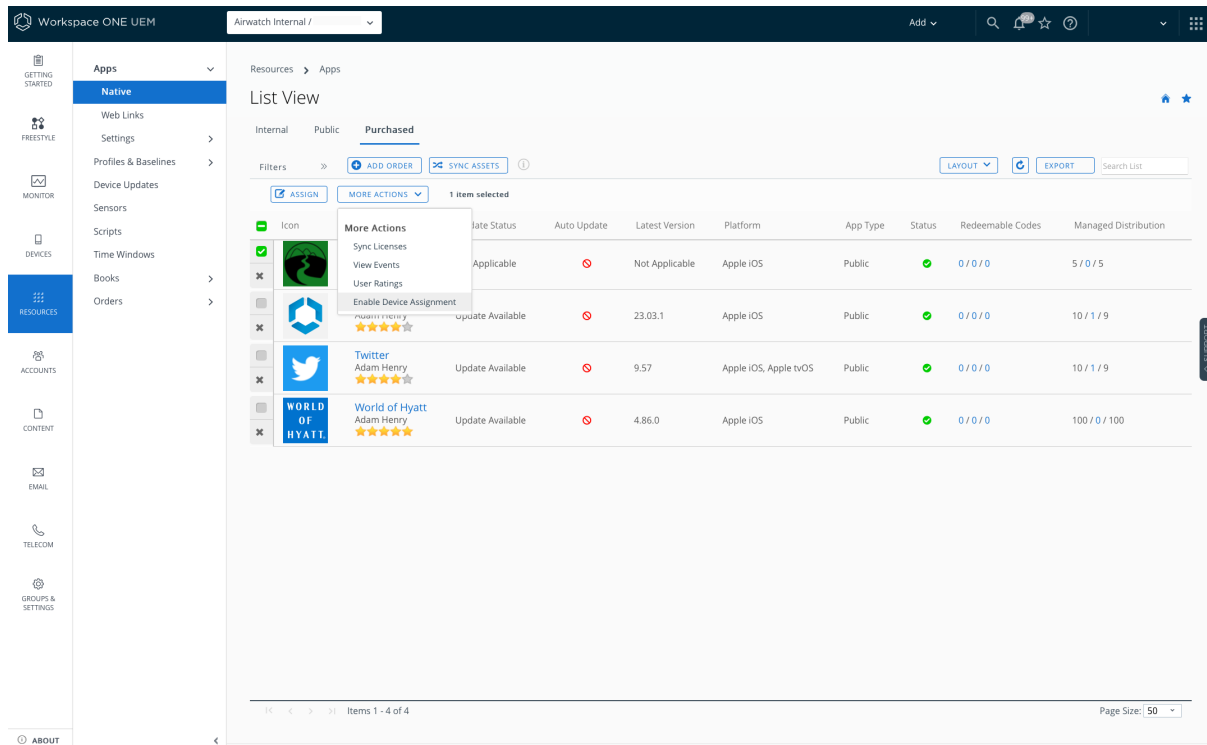 Workspace ONE UEM
Airwatch Internal /
Add
99+
GETTING STARTED
FREESTYLE
MONITOR
DEVICES
RESOURCES
ACCOUNTS
CONTENT
EMAIL
TELECOM
GROUPS & SETTINGS
ABOUT
Apps
Native
Web Links
Settings
Profiles & Baselines
Device Updates
Sensors
Scripts
Time Windows
Books
Orders
Resources > Apps
List View
Internal Public Purchased
Filters » ADD ORDER SYNC ASSETS LAYOUT EXPORT Search List
ASSIGN MORE ACTIONS 1 item selected
Icon date Status Auto Update Latest Version Platform App Type Status Redeemable Codes Managed Distribution
More Actions
Sync Licenses
View Events
User Ratings
Enable Device Assignment
Applicable Not Applicable Apple iOS Public 0 / 0 / 0 5 / 0 / 5
Adam Henry Update Available 23.03.1 Apple iOS Public 0 / 0 / 0 10 / 1 / 9
Twitter
Adam Henry Update Available 9.57 Apple iOS, Apple tvOS Public 0 / 0 / 0 10 / 1 / 9
WORLD OF HYATT.
World of Hyatt
Adam Henry Update Available 4.86.0 Apple iOS Public 0 / 0 / 0 100 / 0 / 100
Items 1 - 4 of 4
Page Size: 50
SUPPORT